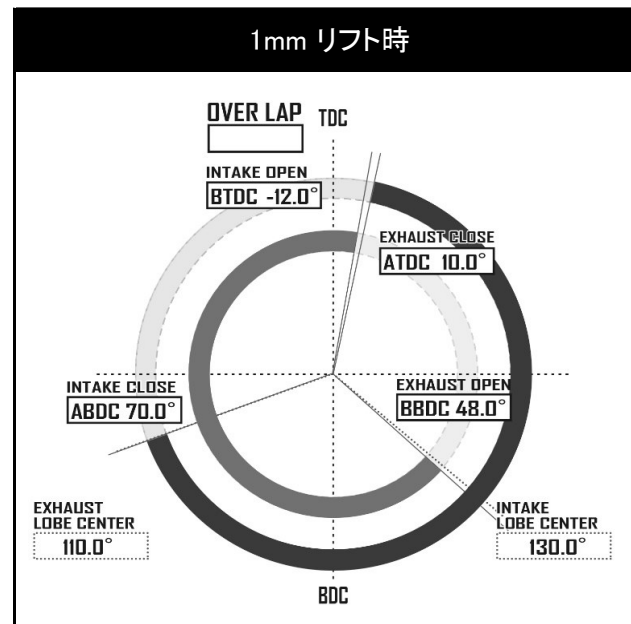 1mm リフト時
OVER LAP
TDC
INTAKE OPEN
BTDC -12.0°
EXHAUST CLOSE
ATDC 10.0°
INTAKE CLOSE
ABDC 70.0°
EXHAUST OPEN
BBDC 48.0°
EXHAUST
LOBE CENTER
110.0°
INTAKE
LOBE CENTER
130.0°
BDC